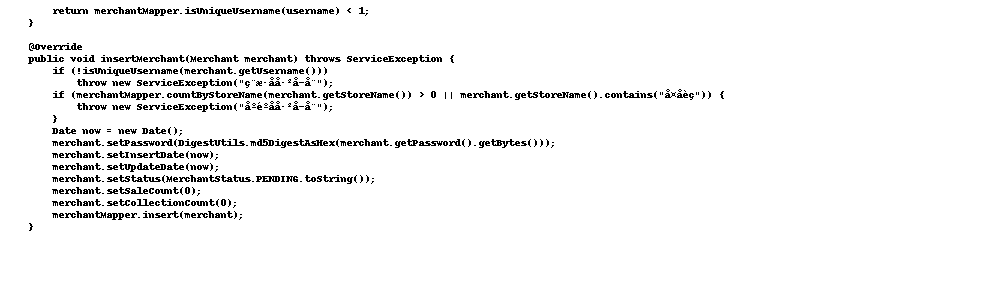 return merchantMapper.isUniqueUsername(username) < 1;
}
@Override
public void insertMerchant(Merchant merchant) throws ServiceException {
if (!isUniqueUsername(merchant.getUsername()))
throw new ServiceException("ç¨æ·åå·²å­å¨");
if (merchantMapper.countByStoreName(merchant.getStoreName()) > 0 || merchant.getStoreName().contains("å¤åèç")) {
throw new ServiceException("åºéºåå·²å­å¨");
}
Date now = new Date();
merchant.setPassword(DigestUtils.md5DigestAsHex(merchant.getPassword().getBytes()));
merchant.setInsertDate(now);
merchant.setUpdateDate(now);
merchant.setStatus(MerchantStatus.PENDING.toString());
merchant.setSaleCount(0);
merchant.setCollectionCount(0);
merchantMapper.insert(merchant);
}